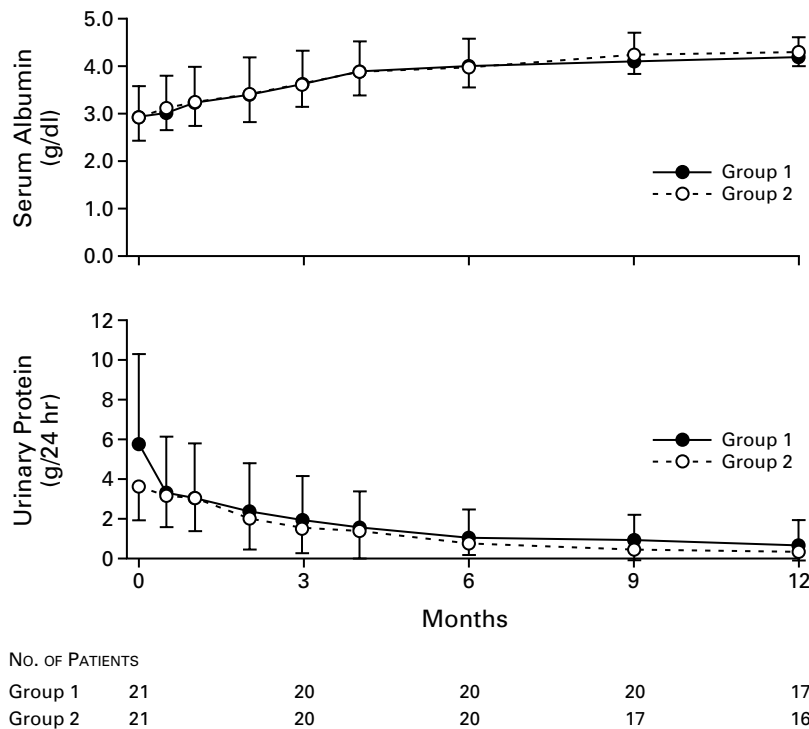 5.0
4.0
3.0
2.0
1.0
0.0
Serum Albumin
(g/dl)
Group 1
Group 2
12
10
8
6
4
2
0
Urinary Protein
(g/24 hr)
Group 1
Group 2
0 3 6 9 12
Months
NO. OF PATIENTS
Group 1 21 20 20 20 17
Group 2 21 20 20 17 16